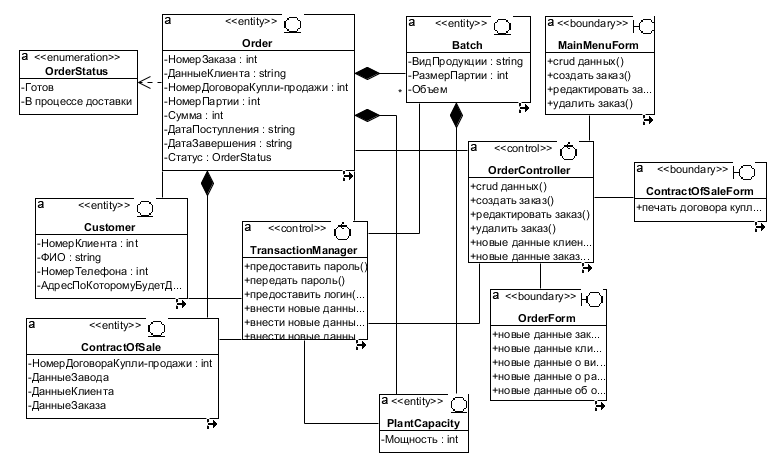 a <<enumeration>>
OrderStatus
-Готов
-В процессе доставки
a <<entity>>
Order
-НомерЗаказа : int
-ДанныеКлиента : string
-НомерДоговораКупли-продажи : int
-НомерПартии : int
-Сумма : int
-ДатаПоступления : string
-ДатаЗавершения : string
-Статус : OrderStatus
a <<entity>>
Batch
-ВидПродукции : string
-РазмерПартии : int
-Объем
*
a <<boundary>>
MainMenuForm
+crud данных()
+создать заказ()
+редактировать за...
+удалить заказ()
a <<control>>
OrderController
+crud данных()
+создать заказ()
+редактировать заказ()
+удалить заказ()
+новые данные клиен...
+новые данные заказ...
a <<boundary>>
ContractOfSaleForm
+печать договора купл...
a <<entity>>
Customer
-НомерКлиента : int
-ФИО : string
-НомерТелефона : int
-АдресПоКоторомуБудетД...
a <<control>>
TransactionManager
+предоставить пароль()
+передать пароль()
+предоставить логин(...
+внести новые данны...
+внести новые данны...
+внести новые данны...
a <<boundary>>
OrderForm
+новые данные зак...
+новые данные кли...
+новые данные о ви...
+новые данные о ра...
+новые данные об о...
a <<entity>>
ContractOfSale
-НомерДоговораКупли-продажи : int
-ДанныеЗавода
-ДанныеКлиента
-ДанныеЗаказа
a <<entity>>
PlantCapacity
-Мощность : int